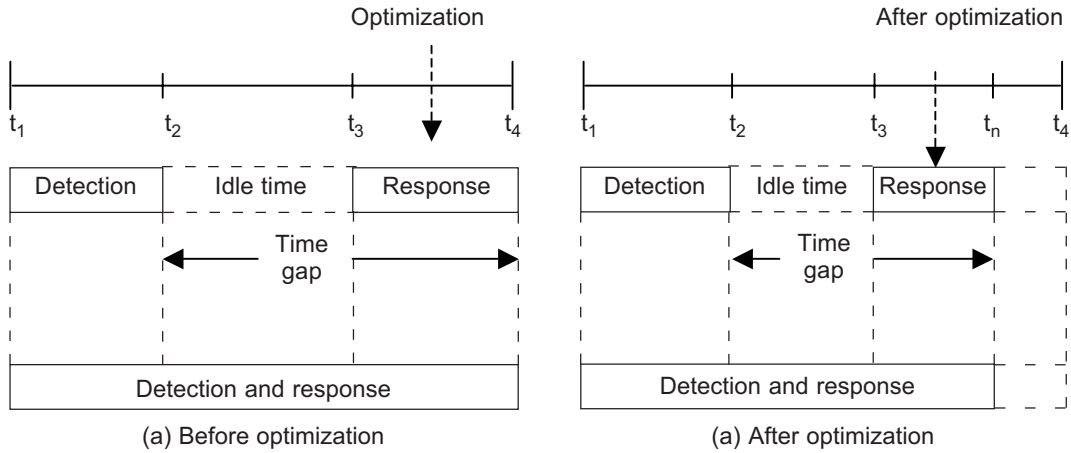 Optimization
t1 t2 t3 t4
Detection Idle time Response
Time
gap
Detection and response
(a) Before optimization
After optimization
t1 t2 t3 tn t4
Detection Idle time Response
Time
gap
Detection and response
(a) After optimization